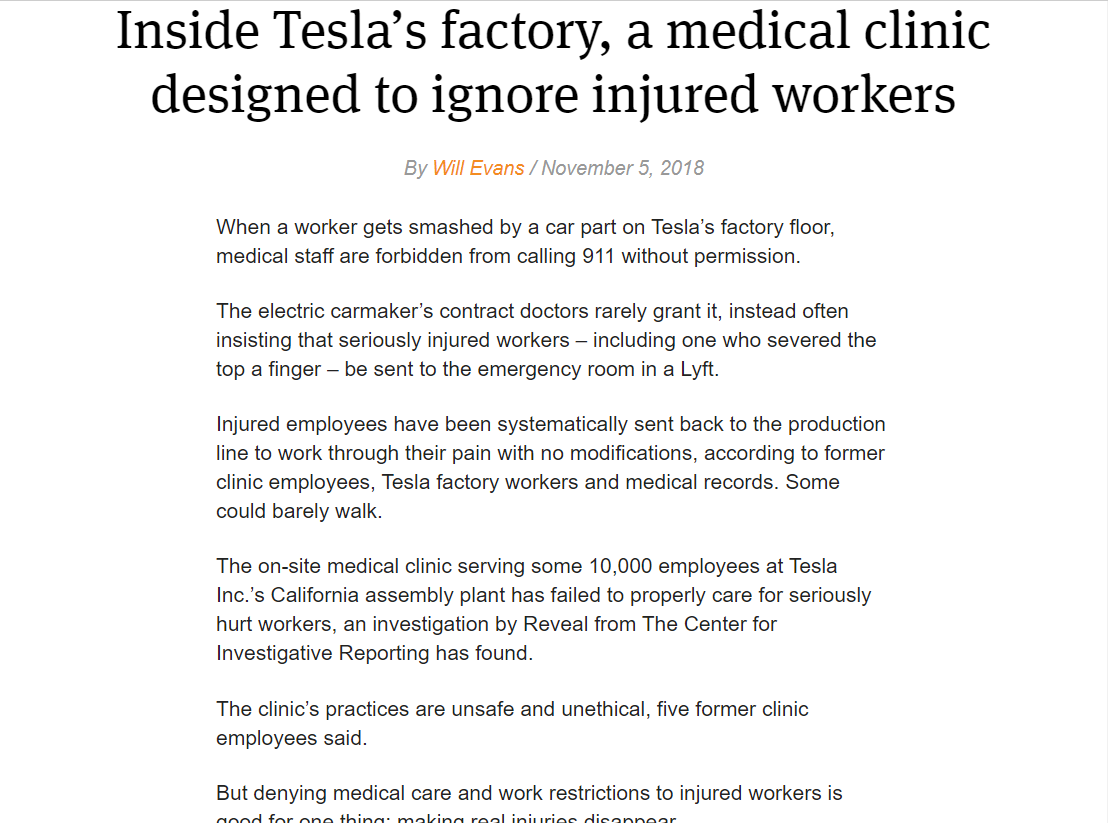 Inside Tesla’s factory, a medical clinic
designed to ignore injured workers
By Will Evans / November 5, 2018
When a worker gets smashed by a car part on Tesla’s factory floor,
medical staff are forbidden from calling 911 without permission.
The electric carmaker’s contract doctors rarely grant it, instead often
insisting that seriously injured workers – including one who severed the
top a finger – be sent to the emergency room in a Lyft.
Injured employees have been systematically sent back to the production
line to work through their pain with no modifications, according to former
clinic employees, Tesla factory workers and medical records. Some
could barely walk.
The on-site medical clinic serving some 10,000 employees at Tesla
Inc.’s California assembly plant has failed to properly care for seriously
hurt workers, an investigation by Reveal from The Center for
Investigative Reporting has found.
The clinic’s practices are unsafe and unethical, five former clinic
employees said.
But denying medical care and work restrictions to injured workers is
good for one thing: making real injuries disappear.